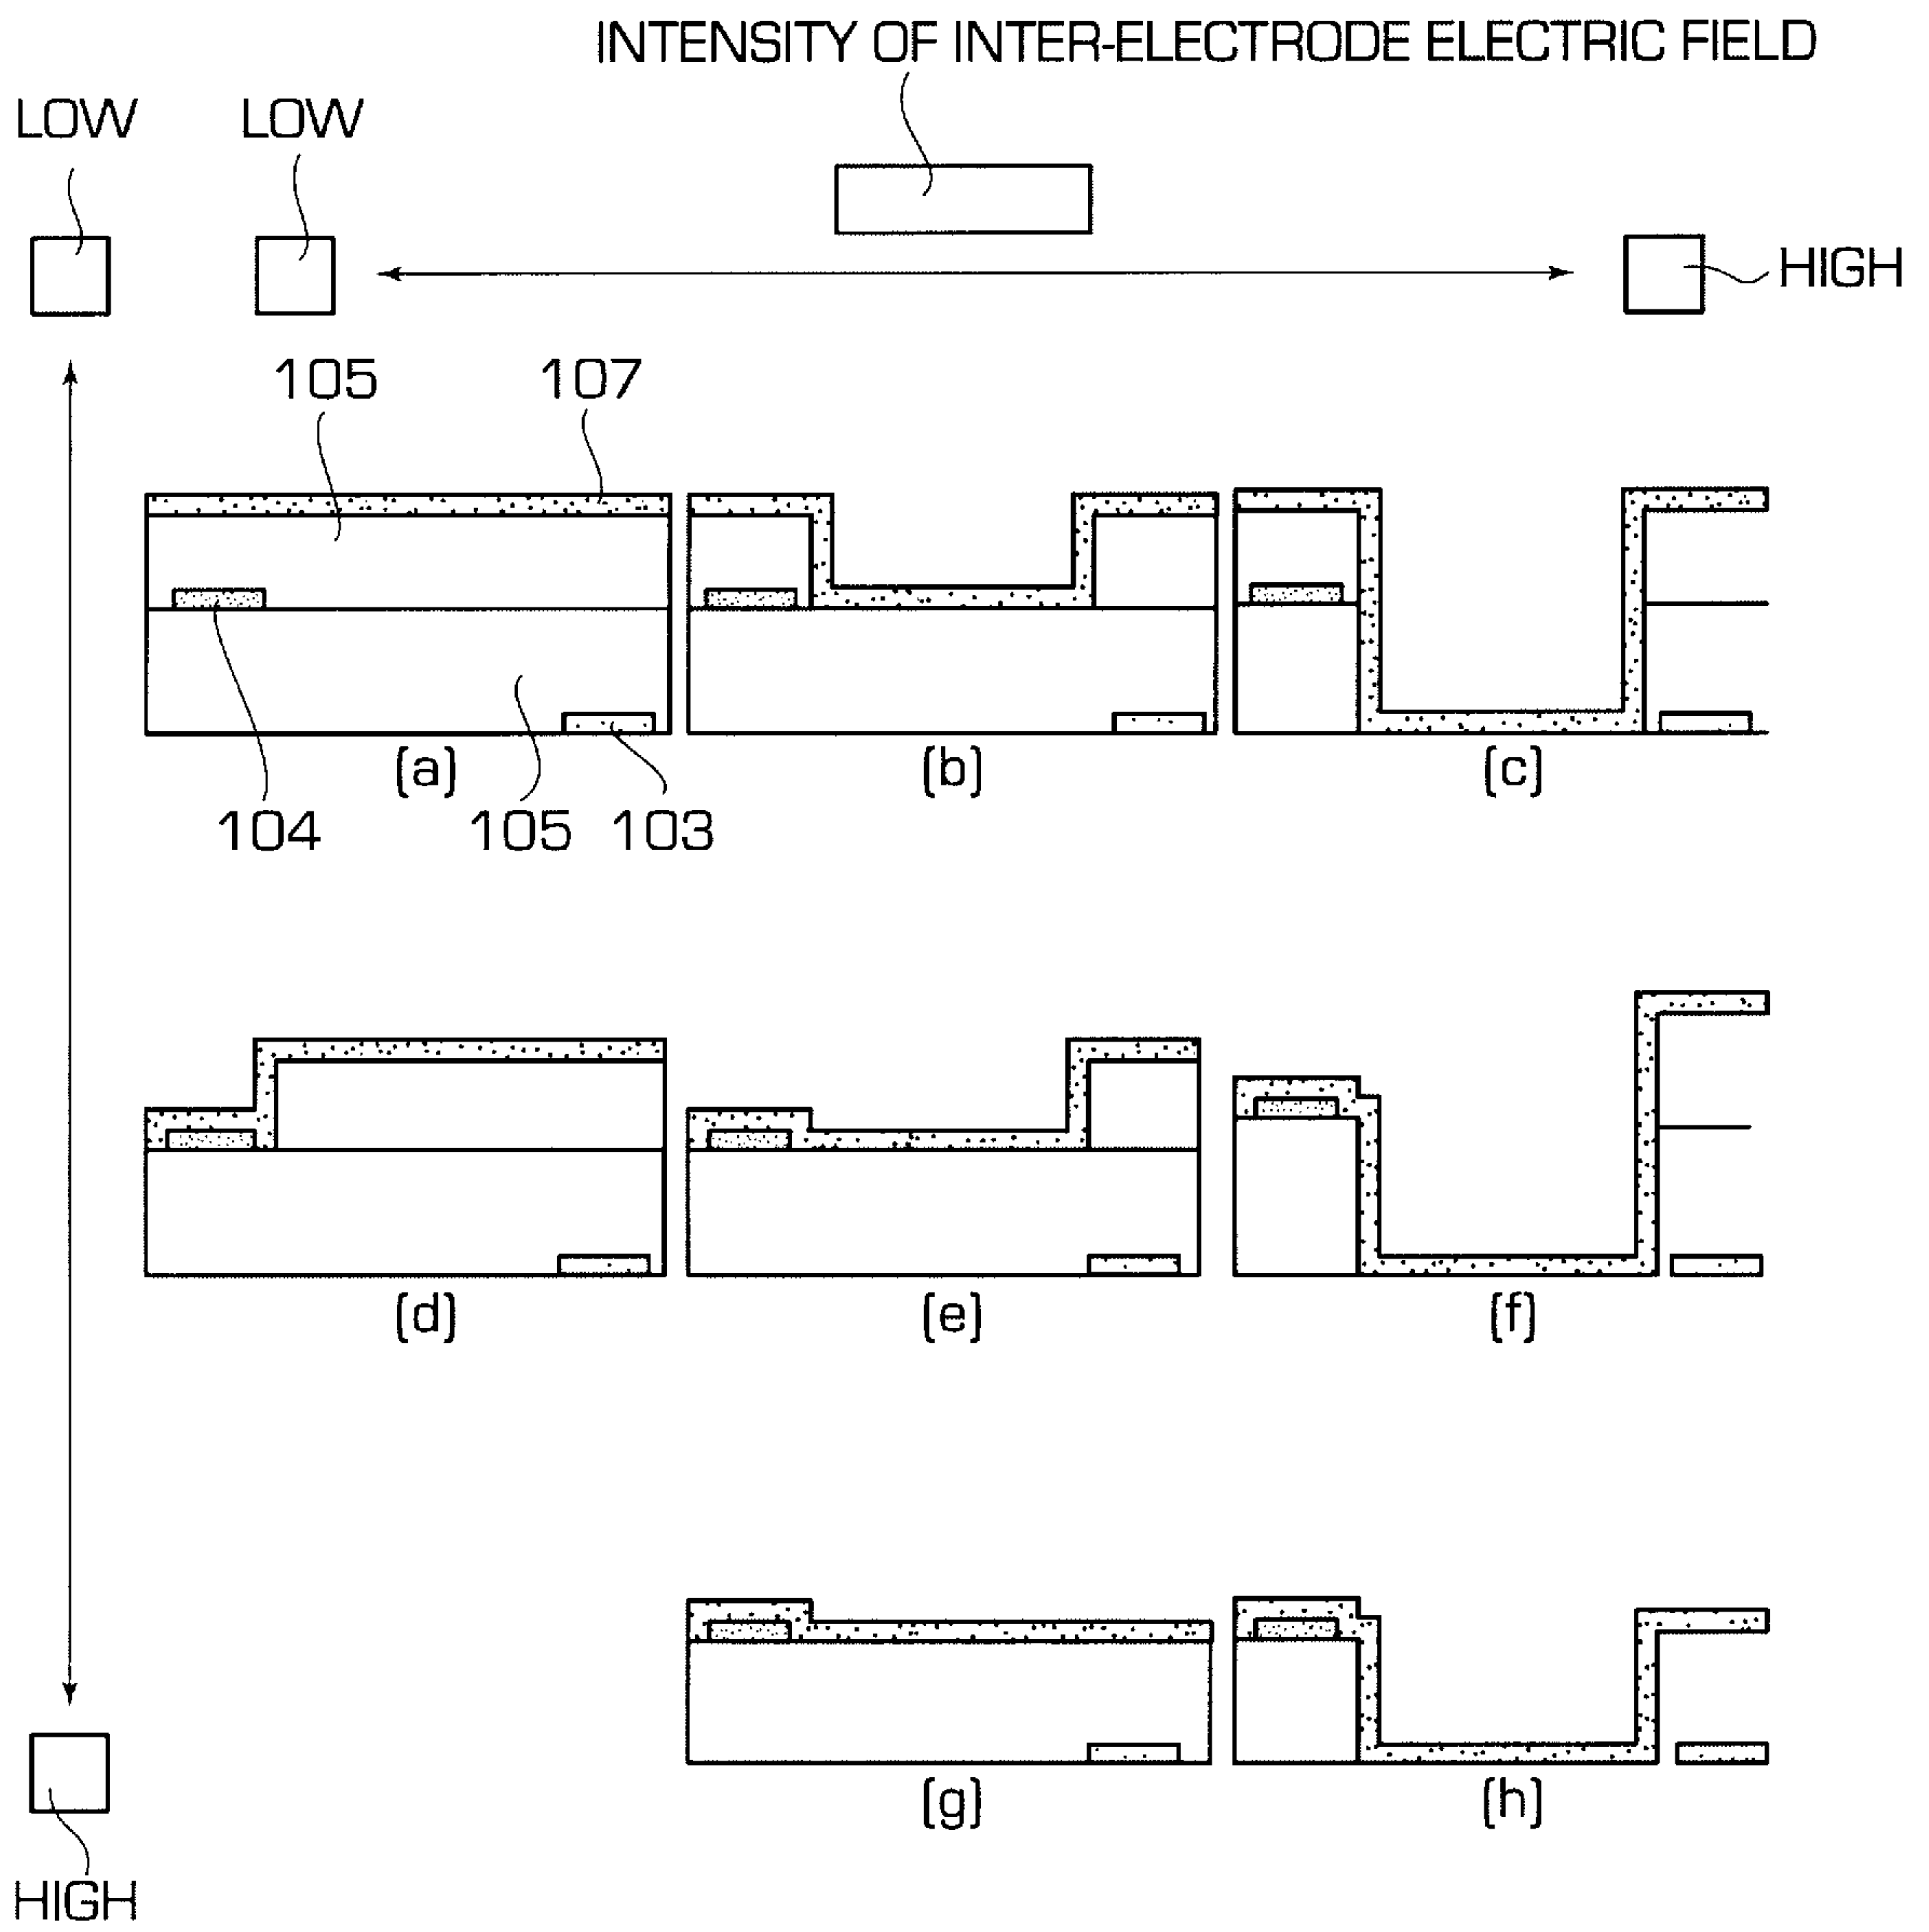 INTENSITY OF INTER-ELECTRODE ELECTRIC FIELD
LOW
LOW
HIGH
105
107
(a)
(b)
(c)
104
105
103
(d)
(e)
(f)
(g)
(h)
HIGH